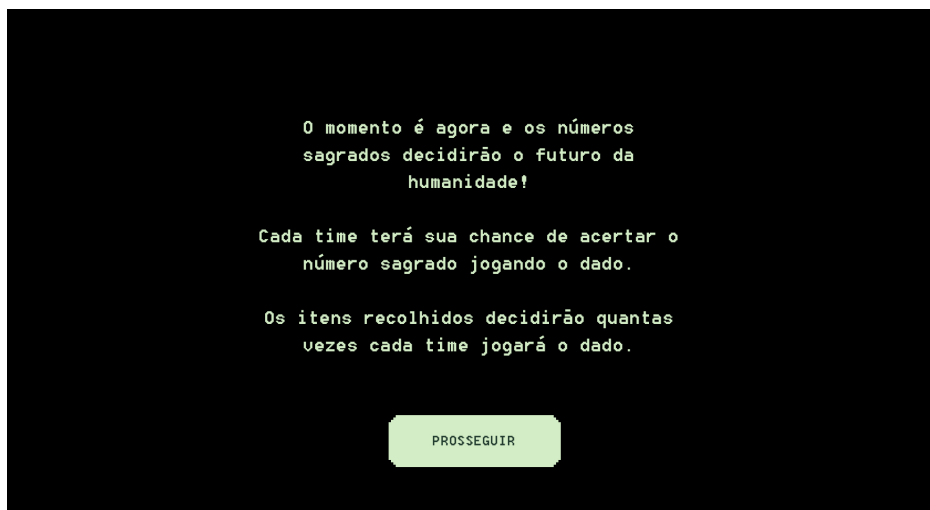 O momento é agora e os números
sagrados decidirão o futuro da
humanidade!
Cada time terá sua chance de acertar o
número sagrado jogando o dado.
Os itens recolhidos decidirão quantas
vezes cada time jogará o dado.
PROSSEGUIR